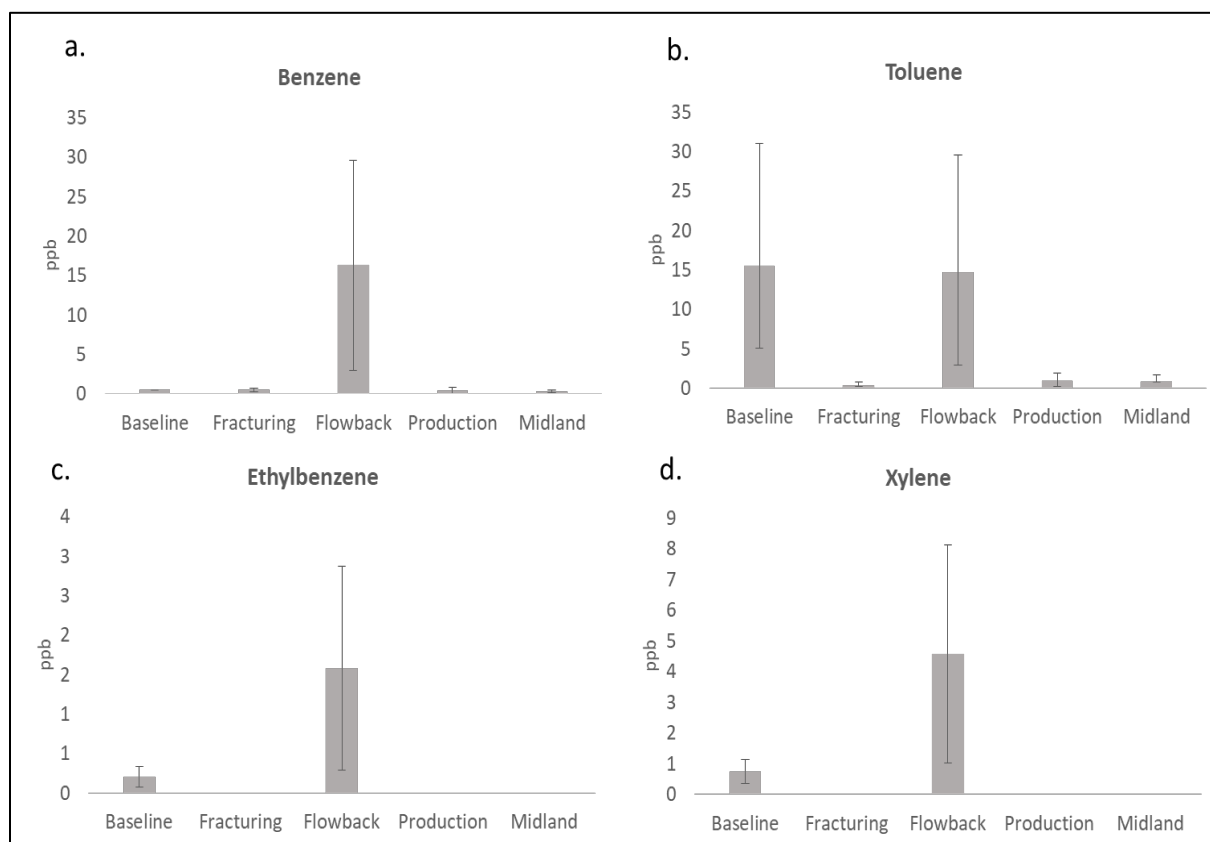 a.
Benzene
35
30
25
20
15
10
5
0
ppb
Baseline Fracturing Flowback Production Midland
b.
Toluene
35
30
25
20
15
10
5
0
ppb
Baseline Fracturing Flowback Production Midland
c.
Ethylbenzene
4
3
3
2
2
1
1
0
ppb
Baseline Fracturing Flowback Production Midland
d.
Xylene
9
8
7
6
5
4
3
2
1
0
ppb
Baseline Fracturing Flowback Production Midland